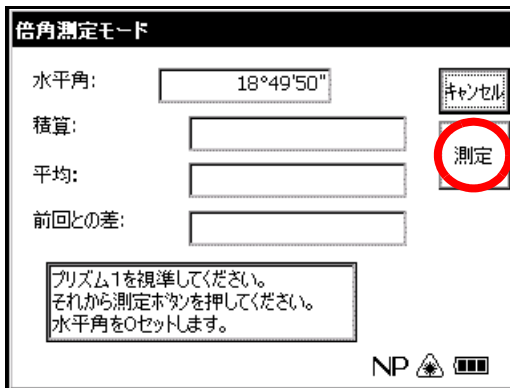 倍角測定モード
水平角: 18°49'50"
キャンセル
積算:
測定
平均:
前回との差:
プリズム1を視準してください。
それから測定ボタンを押してください。
水平角を0セットします。
NP